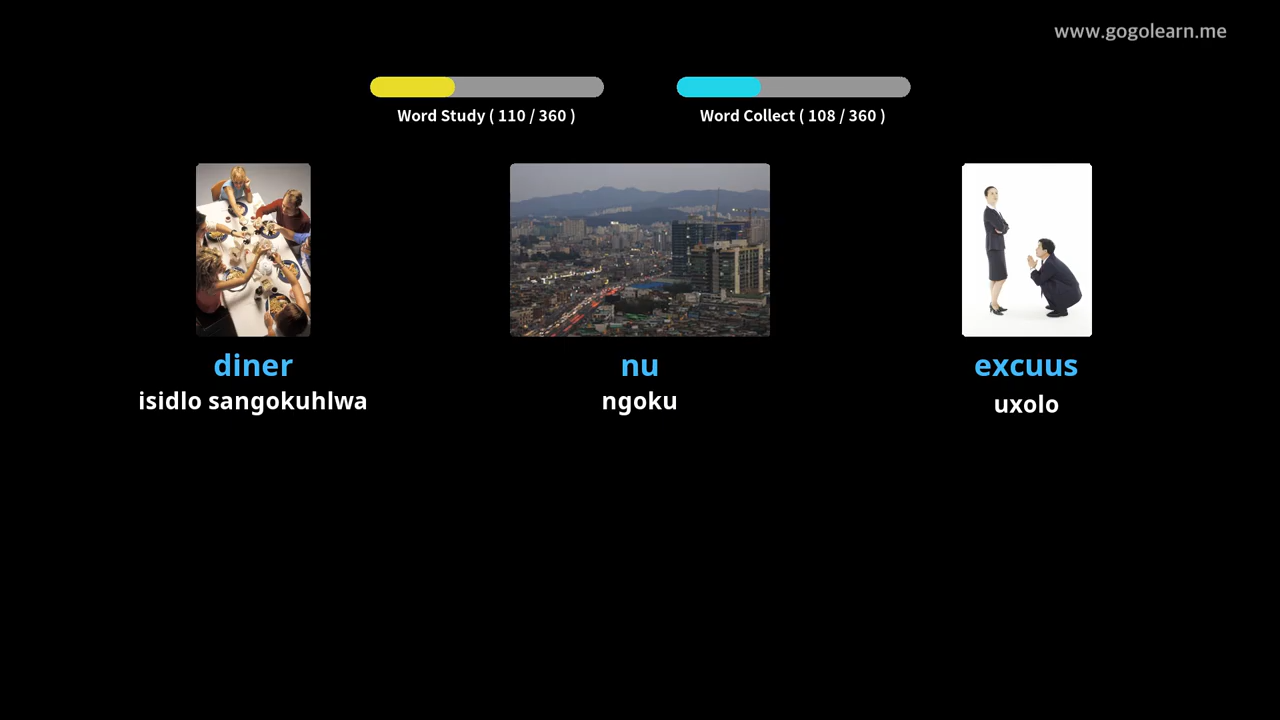 www.gogolearn.me
Word Study ( 110 / 360 )
Word Collect ( 108 / 360 )
diner
isidlo sangokuhlwa
nu
ngoku
excuus
uxolo